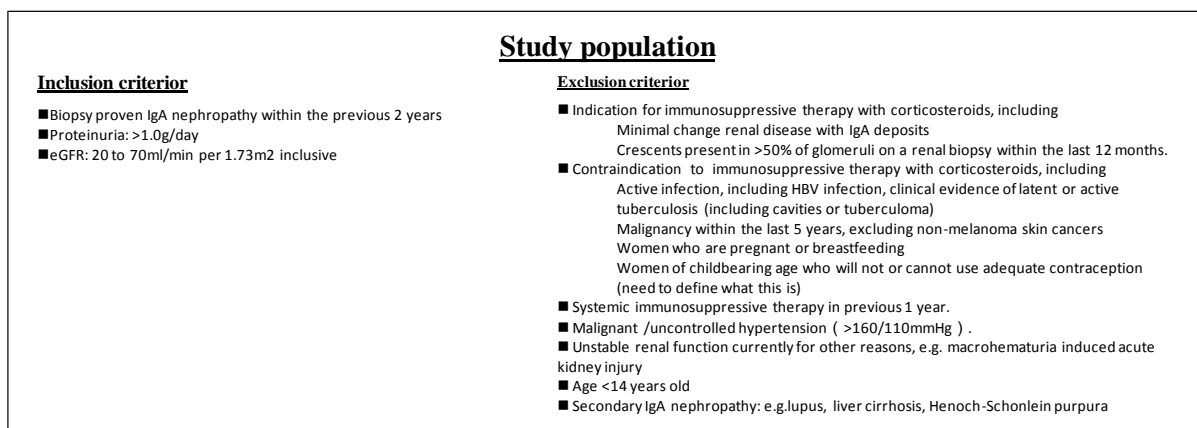 Study population
Inclusion criterior
■Biopsy proven IgA nephropathy within the previous 2 years
■Proteinuria: >1.0g/day
■eGFR: 20 to 70ml/min per 1.73m2 inclusive
Exclusion criterior
■ Indication for immunosuppressive therapy with corticosteroids, including
Minimal change renal disease with IgA deposits
Crescents present in >50% of glomeruli on a renal biopsy within the last 12 months.
■ Contraindication to immunosuppressive therapy with corticosteroids, including
Active infection, including HBV infection, clinical evidence of latent or active
tuberculosis (including cavities or tuberculoma)
Malignancy within the last 5 years, excluding non-melanoma skin cancers
Women who are pregnant or breastfeeding
Women of childbearing age who will not or cannot use adequate contraception
(need to define what this is)
■ Systemic immunosuppressive therapy in previous 1 year.
■ Malignant /uncontrolled hypertension ( >160/110mmHg ) .
■ Unstable renal function currently for other reasons, e.g. macrohematuria induced acute
kidney injury
■ Age <14 years old
■ Secondary IgA nephropathy: e.g.lupus, liver cirrhosis, Henoch-Schonlein purpura